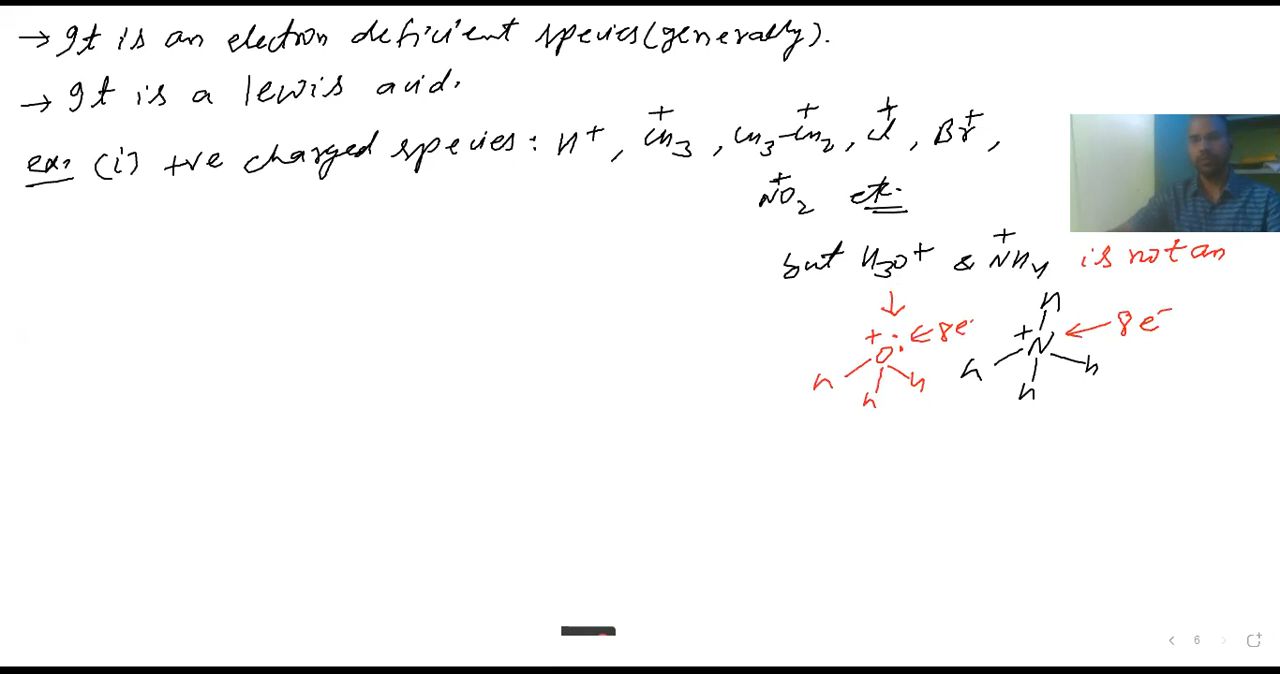 → It is an electron deficient species (generally).
→ It is a lewis acid.
ex: (i) +ve charged species : H⁺, C⁺H₃, CH₃-C⁺H₂, Cl⁺, Br⁺,
N⁺O₂ etc.
but H₃O⁺ & N⁺H₄ is not an
↓
H
+ : ← 8e⁻
+ N ← 8e⁻
O
H H H
H H H
6